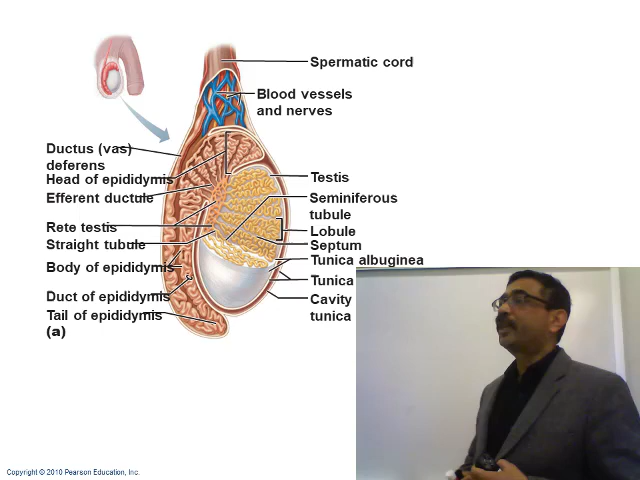 Spermatic cord
Blood vessels
and nerves
Ductus (vas)
deferens
Head of epididymis
Efferent ductule
Rete testis
Straight tubule
Body of epididymis
Duct of epididymis
Tail of epididymis
(a)
Testis
Seminiferous
tubule
Lobule
Septum
Tunica albuginea
Tunica
Cavity
tunica
Copyright © 2010 Pearson Education, Inc.